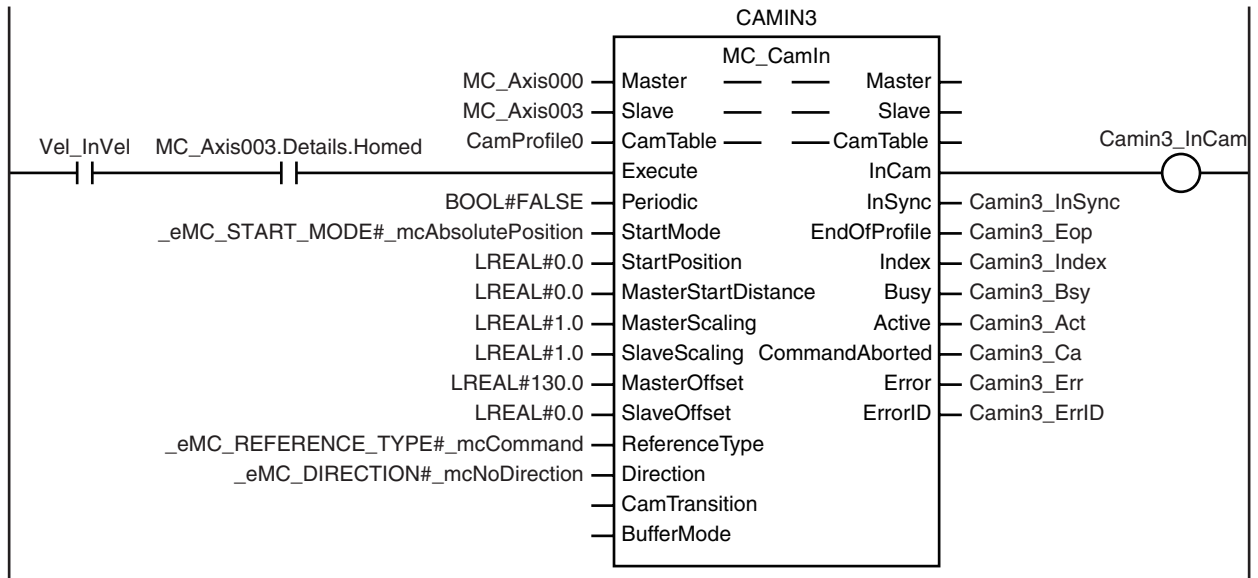 CAMIN3
MC_CamIn
MC_Axis000 Master Master
MC_Axis003 Slave Slave
CamProfile0 CamTable CamTable
Vel_InVel MC_Axis003.Details.Homed Execute InCam Camin3_InCam
BOOL#FALSE Periodic InSync Camin3_InSync
_eMC_START_MODE#_mcAbsolutePosition StartMode EndOfProfile Camin3_Eop
LREAL#0.0 StartPosition Index Camin3_Index
LREAL#0.0 MasterStartDistance Busy Camin3_Bsy
LREAL#1.0 MasterScaling Active Camin3_Act
LREAL#1.0 SlaveScaling CommandAborted Camin3_Ca
LREAL#130.0 MasterOffset Error Camin3_Err
LREAL#0.0 SlaveOffset ErrorID Camin3_ErrID
_eMC_REFERENCE_TYPE#_mcCommand ReferenceType
_eMC_DIRECTION#_mcNoDirection Direction
CamTransition
BufferMode